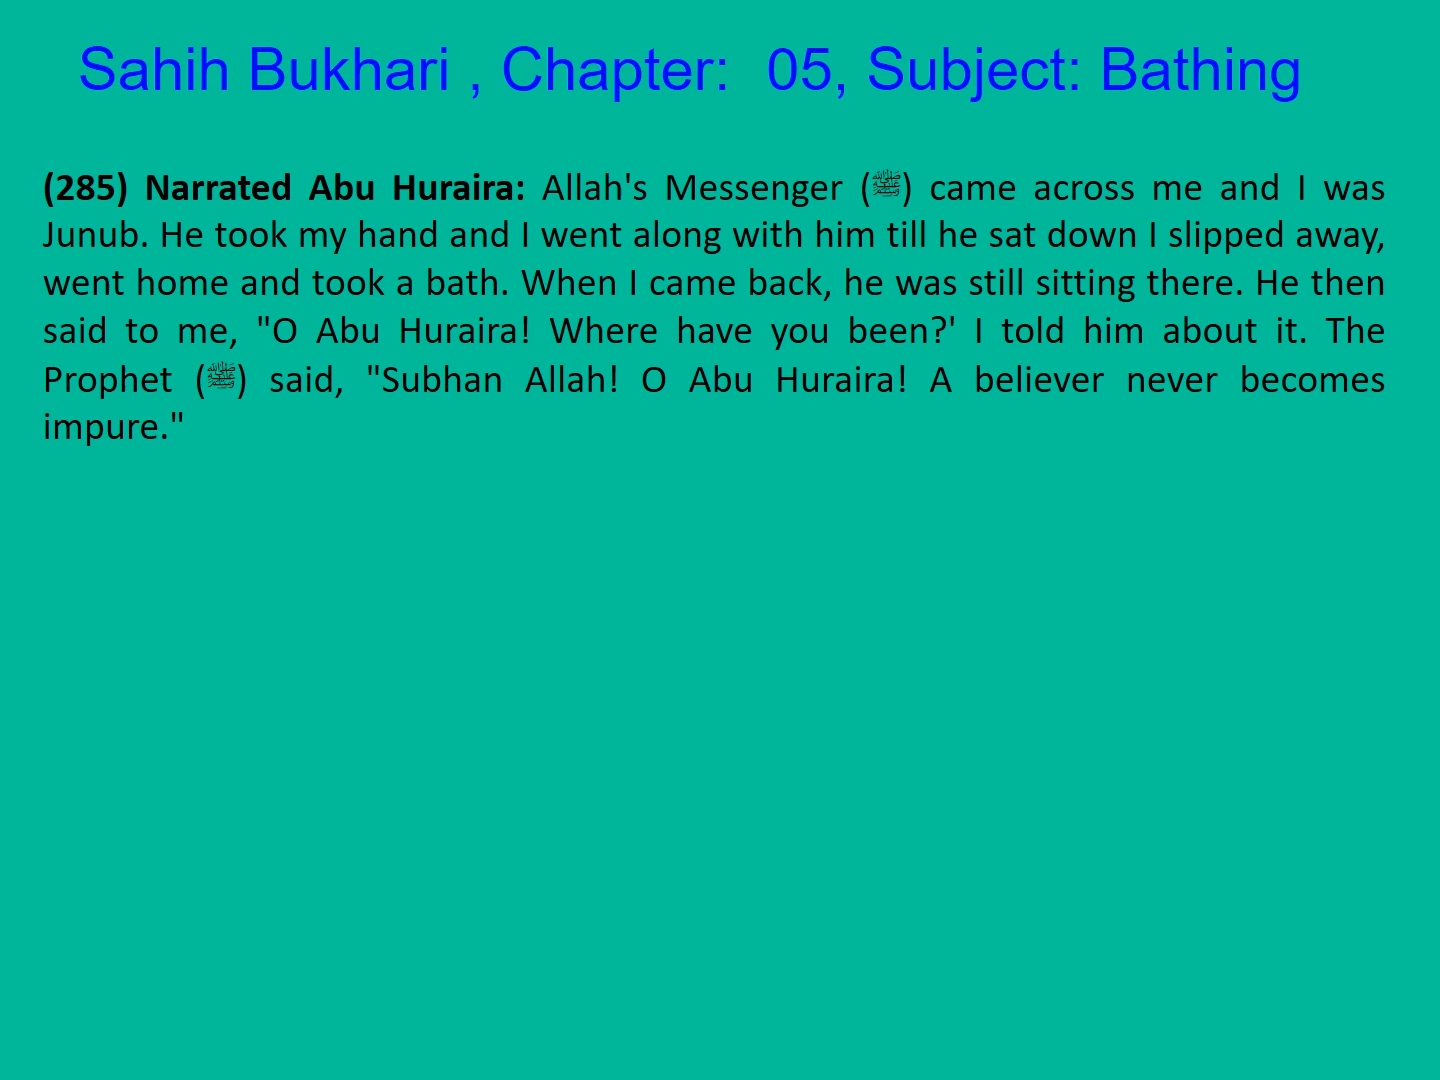 Sahih Bukhari , Chapter:  05, Subject: Bathing
(285) Narrated Abu Huraira: Allah's Messenger (ﷺ) came across me and I was
Junub. He took my hand and I went along with him till he sat down I slipped away,
went home and took a bath. When I came back, he was still sitting there. He then
said to me, "O Abu Huraira! Where have you been?' I told him about it. The
Prophet (ﷺ) said, "Subhan Allah! O Abu Huraira! A believer never becomes
impure."